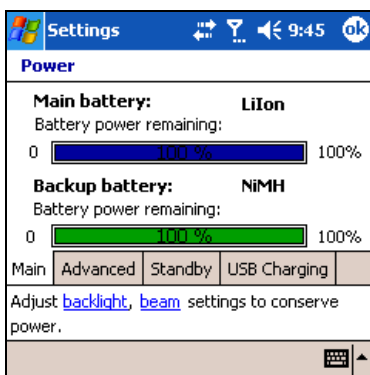 Settings 9:45 ok
Power
Main battery: LiIon
Battery power remaining:
0 100 % 100%
Backup battery: NiMH
Battery power remaining:
0 100 % 100%
Main Advanced Standby USB Charging
Adjust backlight, beam settings to conserve
power.